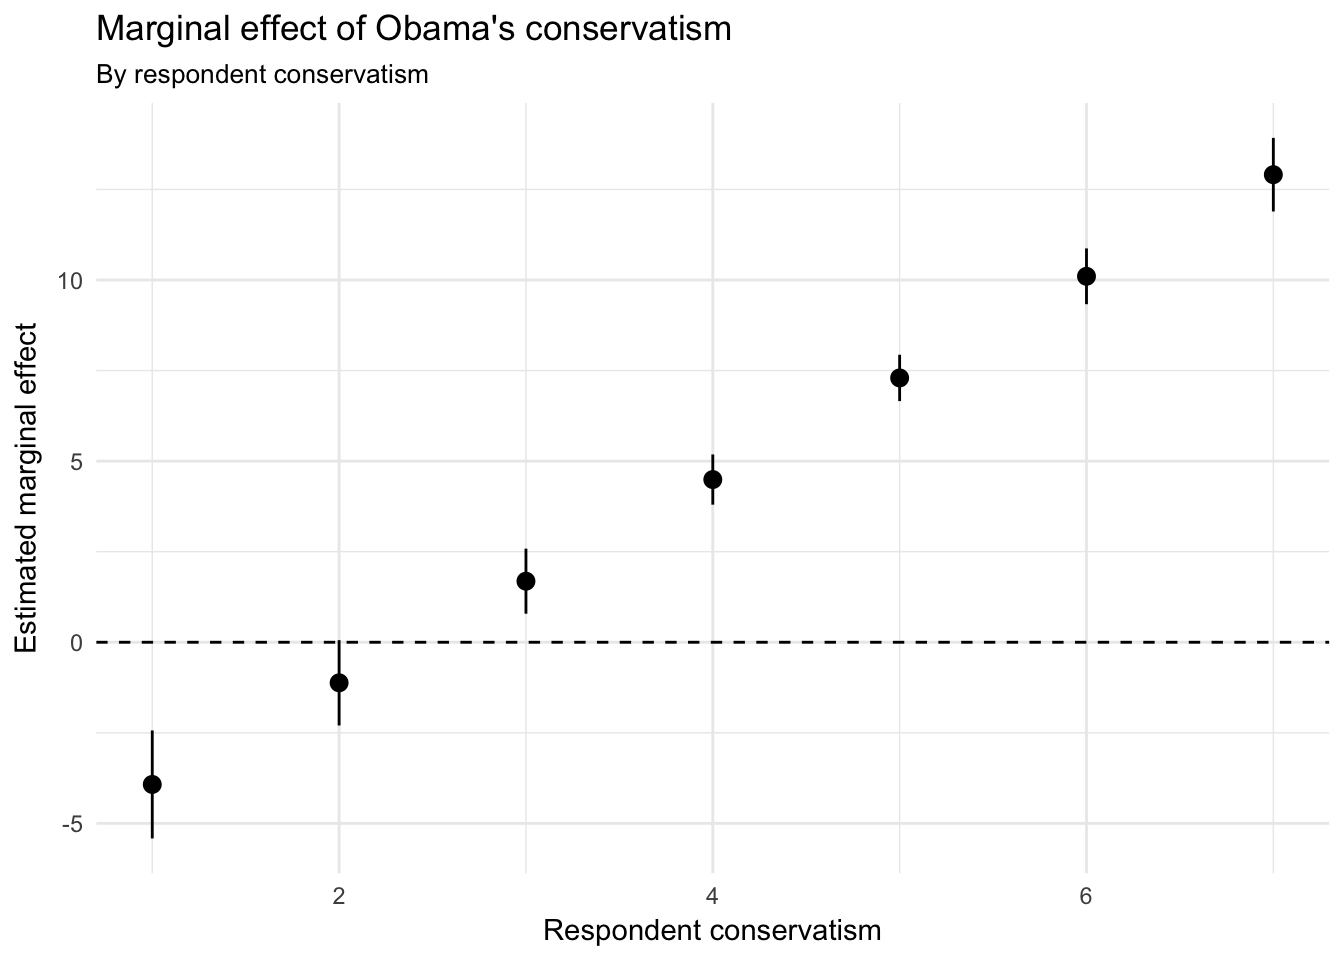 Marginal effect of Obama's conservatism
By respondent conservatism
Estimated marginal effect
10
5
0
-5
2
4
6
Respondent conservatism